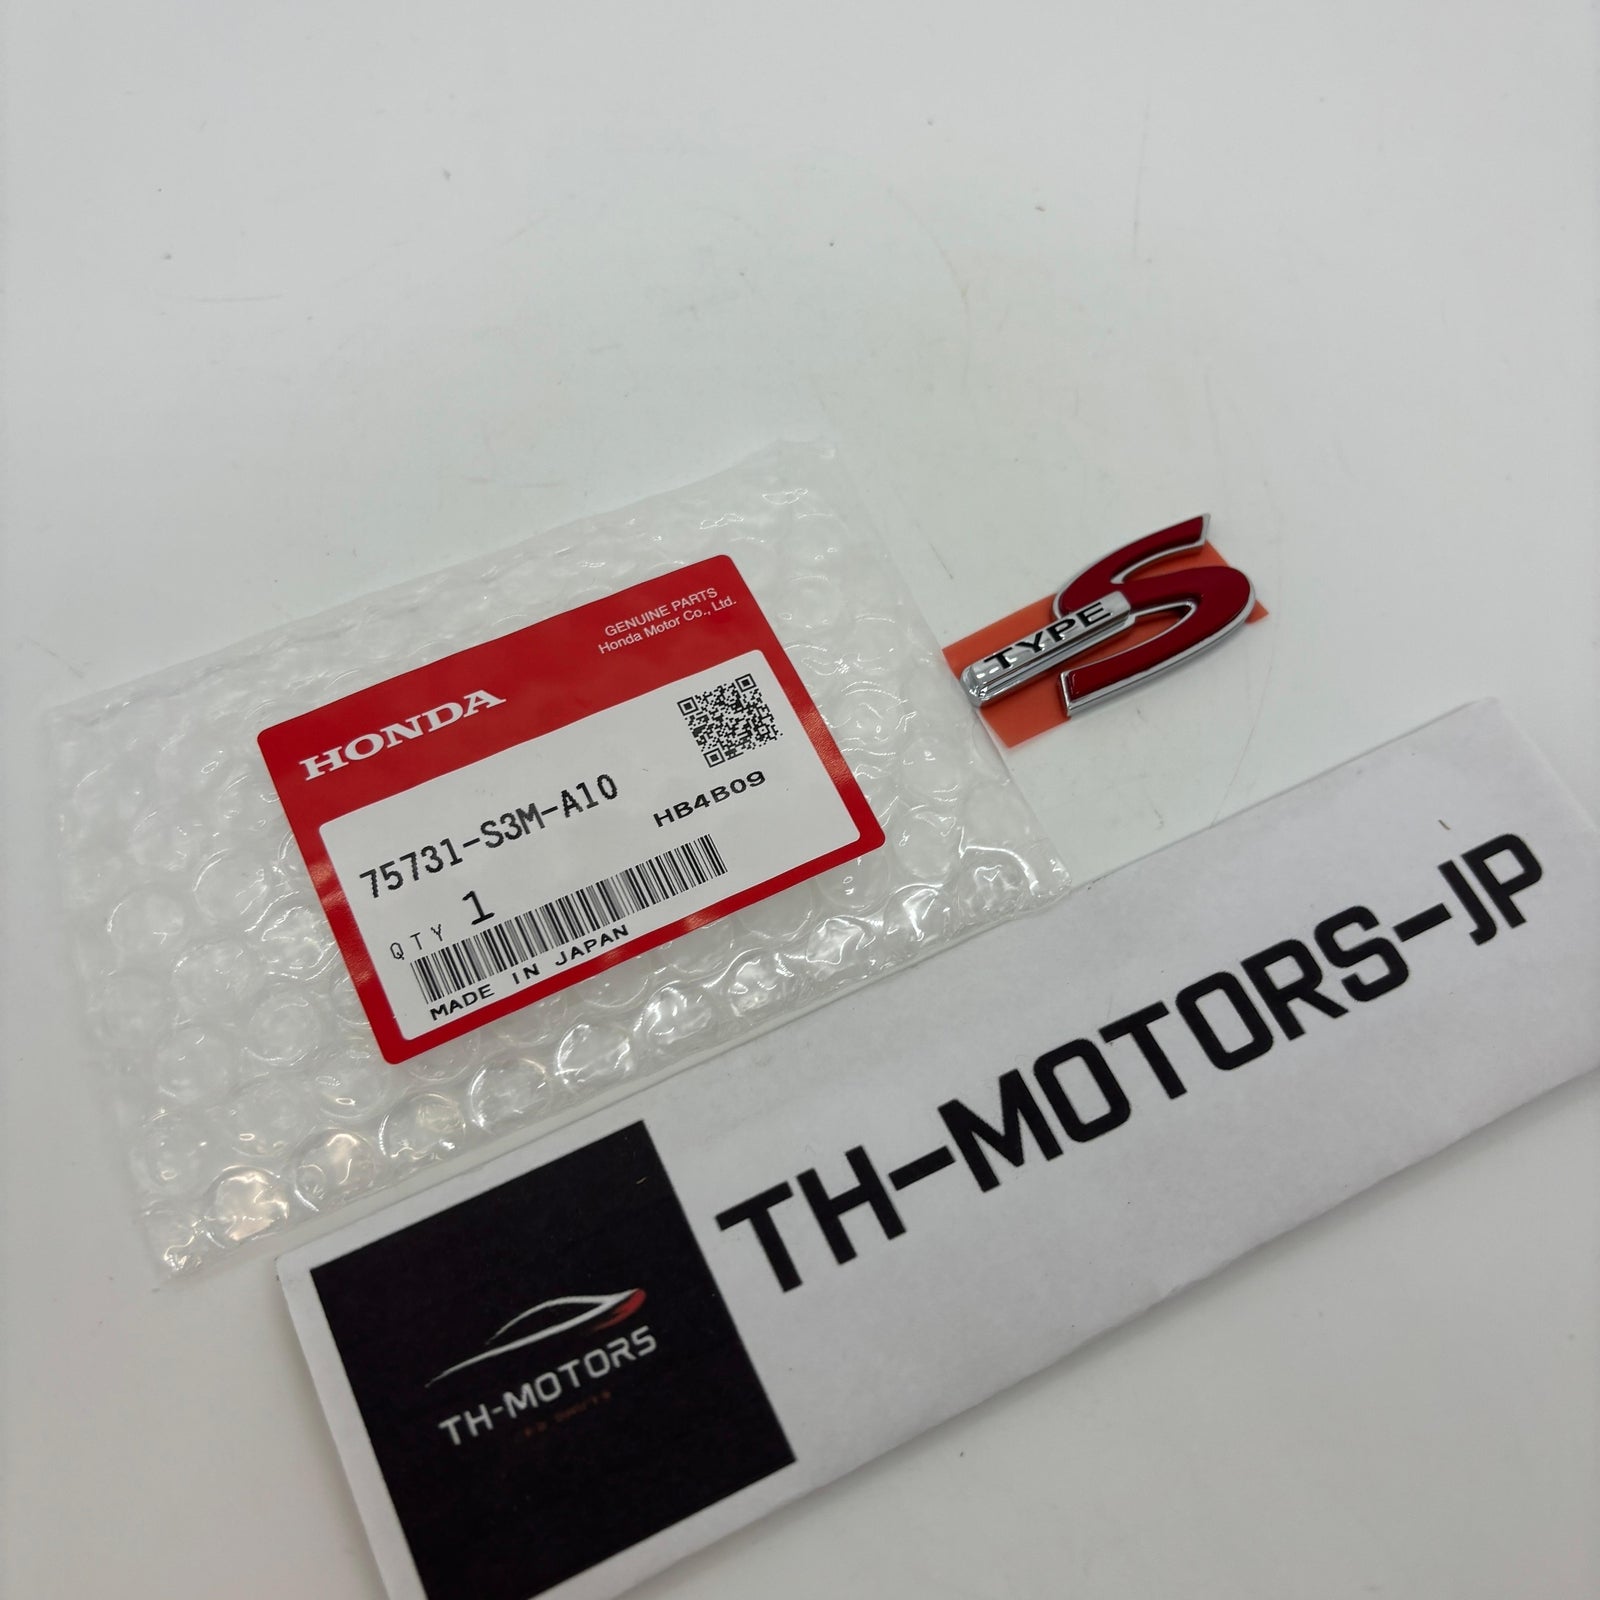 GENUINE PARTS
Honda Motor Co., Ltd.
HONDA
75731-S3M-A10
HB4B09
QTY 1
MADE IN JAPAN
TYPE S
TH-MOTORS-JP
TH-MOTORS